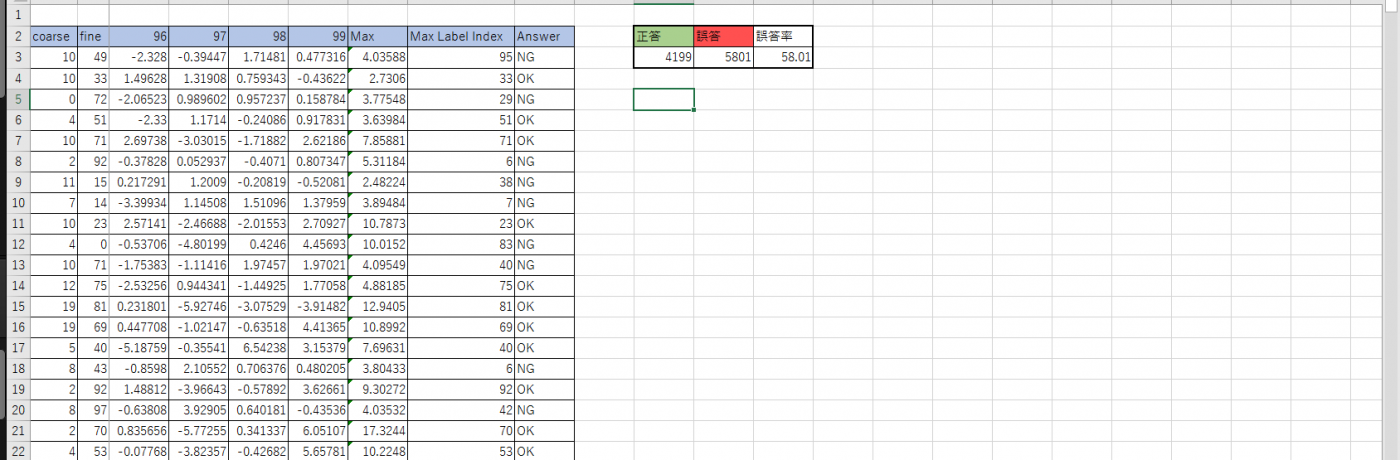 1
2 coarse fine 96 97 98 99 Max Max Label Index Answer 正答 誤答 誤答率
3 10 49 -2.328 -0.39447 1.71481 0.477316 4.03588 95 NG 4199 5801 58.01
4 10 33 1.49628 1.31908 0.759343 -0.43622 2.7306 33 OK
5 0 72 -2.06523 0.989602 0.957237 0.158784 3.77548 29 NG
6 4 51 -2.33 1.1714 -0.24086 0.917831 3.63984 51 OK
7 10 71 2.69738 -3.03015 -1.71882 2.62186 7.85881 71 OK
8 2 92 -0.37828 0.052937 -0.4071 0.807347 5.31184 6 NG
9 11 15 0.217291 1.2009 -0.20819 -0.52081 2.48224 38 NG
10 7 14 -3.39934 1.14508 1.51096 1.37959 3.89484 7 NG
11 10 23 2.57141 -2.46688 -2.01553 2.70927 10.7873 23 OK
12 4 0 -0.53706 -4.80199 0.4246 4.45693 10.0152 83 NG
13 10 71 -1.75383 -1.11416 1.97457 1.97021 4.09549 40 NG
14 12 75 -2.53256 0.944341 -1.44925 1.77058 4.88185 75 OK
15 19 81 0.231801 -5.92746 -3.07529 -3.91482 12.9405 81 OK
16 19 69 0.447708 -1.02147 -0.63518 4.41365 10.8992 69 OK
17 5 40 -5.18759 -0.35541 6.54238 3.15379 7.69631 40 OK
18 8 43 -0.8598 2.10552 0.706376 0.480205 3.80433 6 NG
19 2 92 1.48812 -3.96643 -0.57892 3.62661 9.30272 92 OK
20 8 97 -0.63808 3.92905 0.640181 -0.43536 4.03532 42 NG
21 2 70 0.835656 -5.77255 0.341337 6.05107 17.3244 70 OK
22 4 53 -0.07768 -3.82357 -0.42682 5.65781 10.2248 53 OK